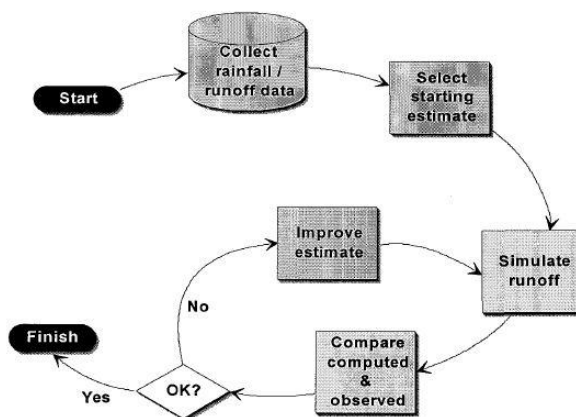 Collect
rainfall /
runoff data
Start
Select
starting
estimate
Simulate
runoff
Improve
estimate
No
Compare
computed
&
observed
OK?
Yes
Finish